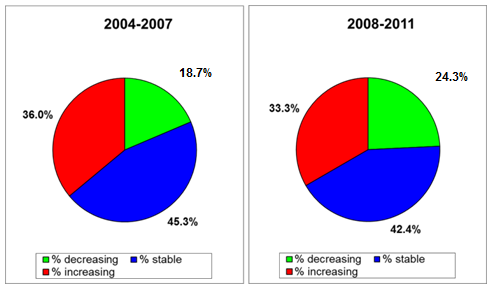 2004-2007
18.7%
36.0%
45.3%
% decreasing % stable
% increasing
2008-2011
24.3%
33.3%
42.4%
% decreasing % stable
% increasing